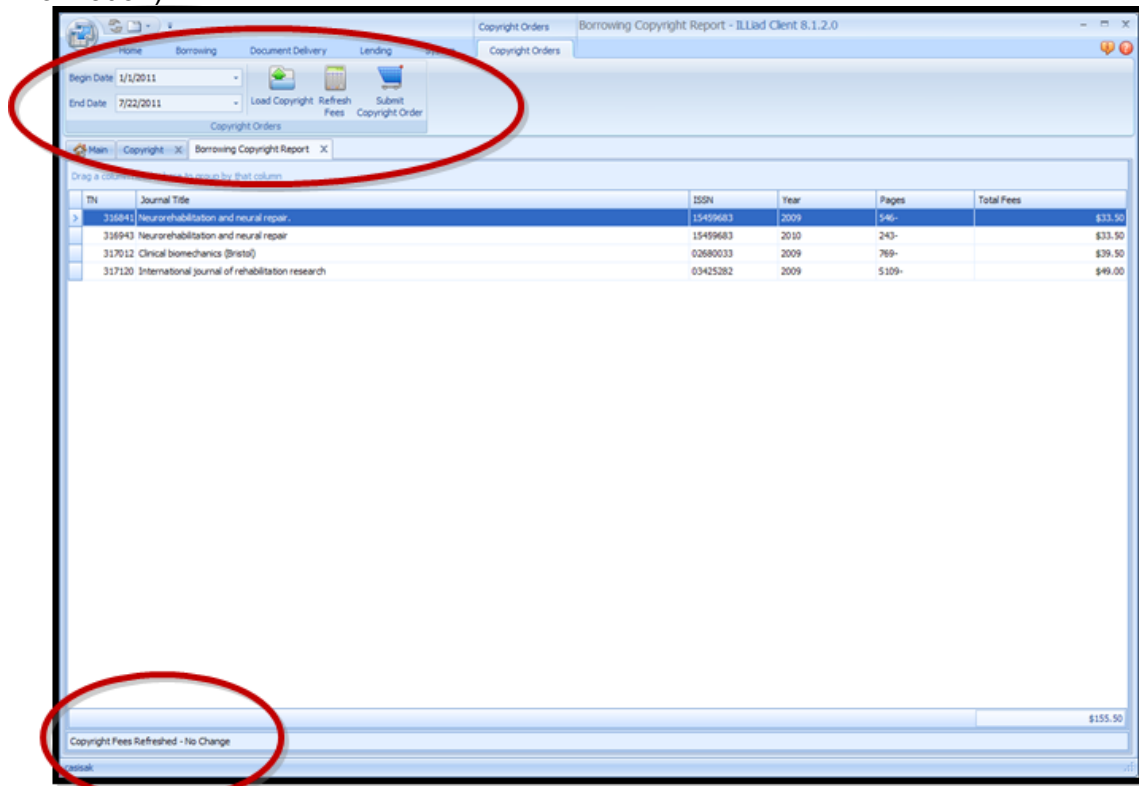 Copyright Orders Borrowing Copyright Report - ILLiad Client 8.1.2.0
Home Borrowing Document Delivery Lending Copyright Orders
Begin Date 1/1/2011
End Date 7/22/2011
Load Copyright Refresh Fees Submit Copyright Order
Copyright Orders
Main Copyright X Borrowing Copyright Report X
Drag a column to group by that column
TN Journal Title ISSN Year Pages Total Fees
316841 Neurorehabilitation and neural repair. 15459683 2009 546- $33.50
316943 Neurorehabilitation and neural repair 15459683 2010 243- $33.50
317012 Clinical biomechanics (Bristol) 02680033 2009 769- $39.50
317120 International journal of rehabilitation research 03425282 2009 S109- $49.00
$155.50
Copyright Fees Refreshed - No Change
rasisak